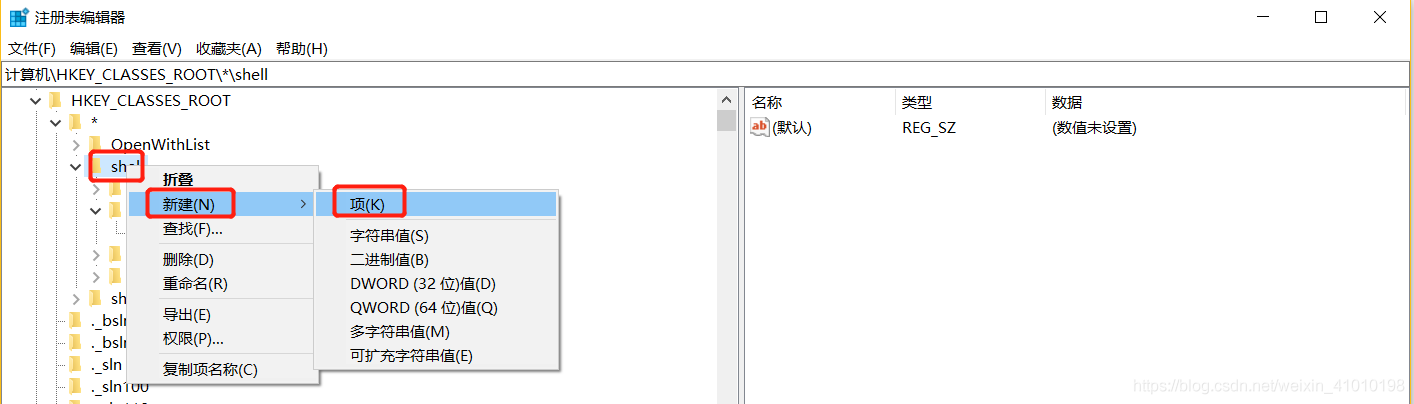 注册表编辑器
文件(F) 编辑(E) 查看(V) 收藏夹(A) 帮助(H)
计算机\HKEY_CLASSES_ROOT\*\shell
HKEY_CLASSES_ROOT
*
OpenWithList
折叠
新建(N)
查找(F)...
删除(D)
重命名(R)
导出(E)
权限(P)...
复制项名称(C)
项(K)
字符串值(S)
二进制值(B)
DWORD (32 位)值(D)
QWORD (64 位)值(Q)
多字符串值(M)
可扩充字符串值(E)
._sln
._sln100
名称 类型 数据
ab (默认) REG_SZ (数值未设置)
https://blog.csdn.net/weixin_41010198